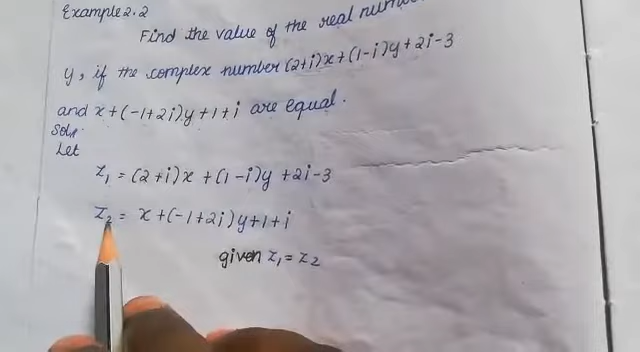 Example 2.2
Find the value of the real num
y, if the complex number (2+i)x+(1-i)y+2i-3
and x+(-1+2i)y+1+i are equal.
Soln.
Let
z₁ = (2+i)x +(1-i)y +2i-3
z₂ = x+(-1+2i)y+1+i
given z₁=z₂